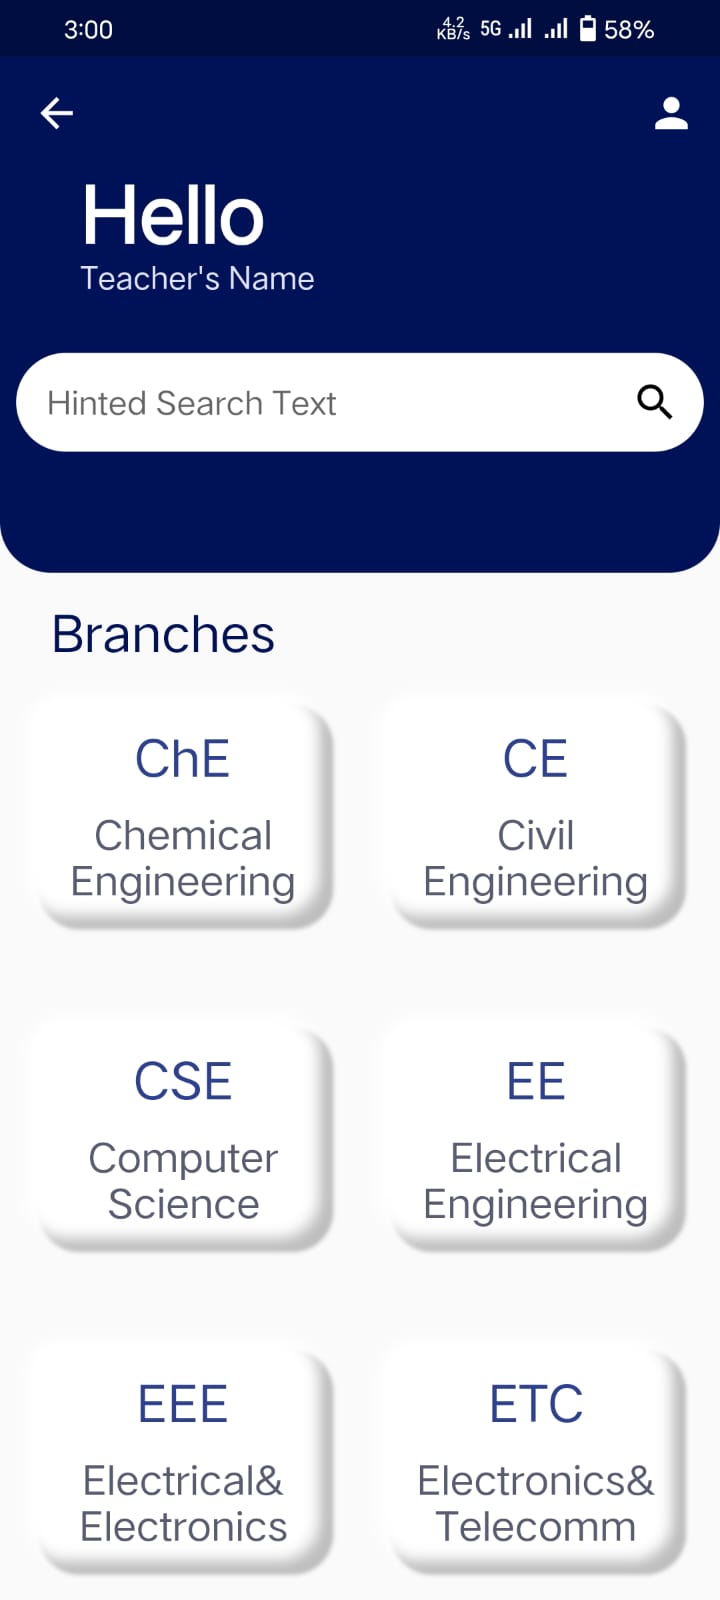 3:00 4.2 KB/s 5G 58%
Hello
Teacher's Name
Hinted Search Text
Branches
ChE
Chemical
Engineering
CE
Civil
Engineering
CSE
Computer
Science
EE
Electrical
Engineering
EEE
Electrical&
Electronics
ETC
Electronics&
Telecomm